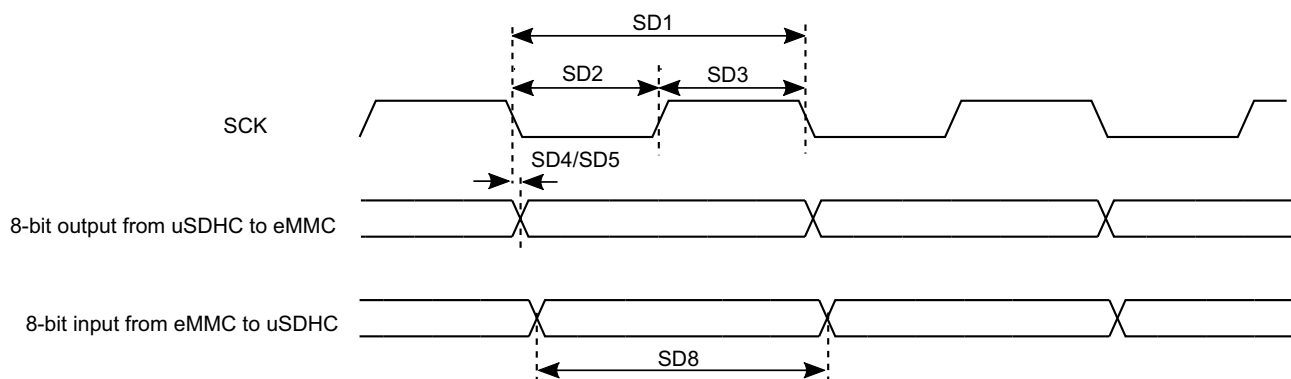 SD1
SD2
SD3
SCK
SD4/SD5
8-bit output from uSDHC to eMMC
8-bit input from eMMC to uSDHC
SD8